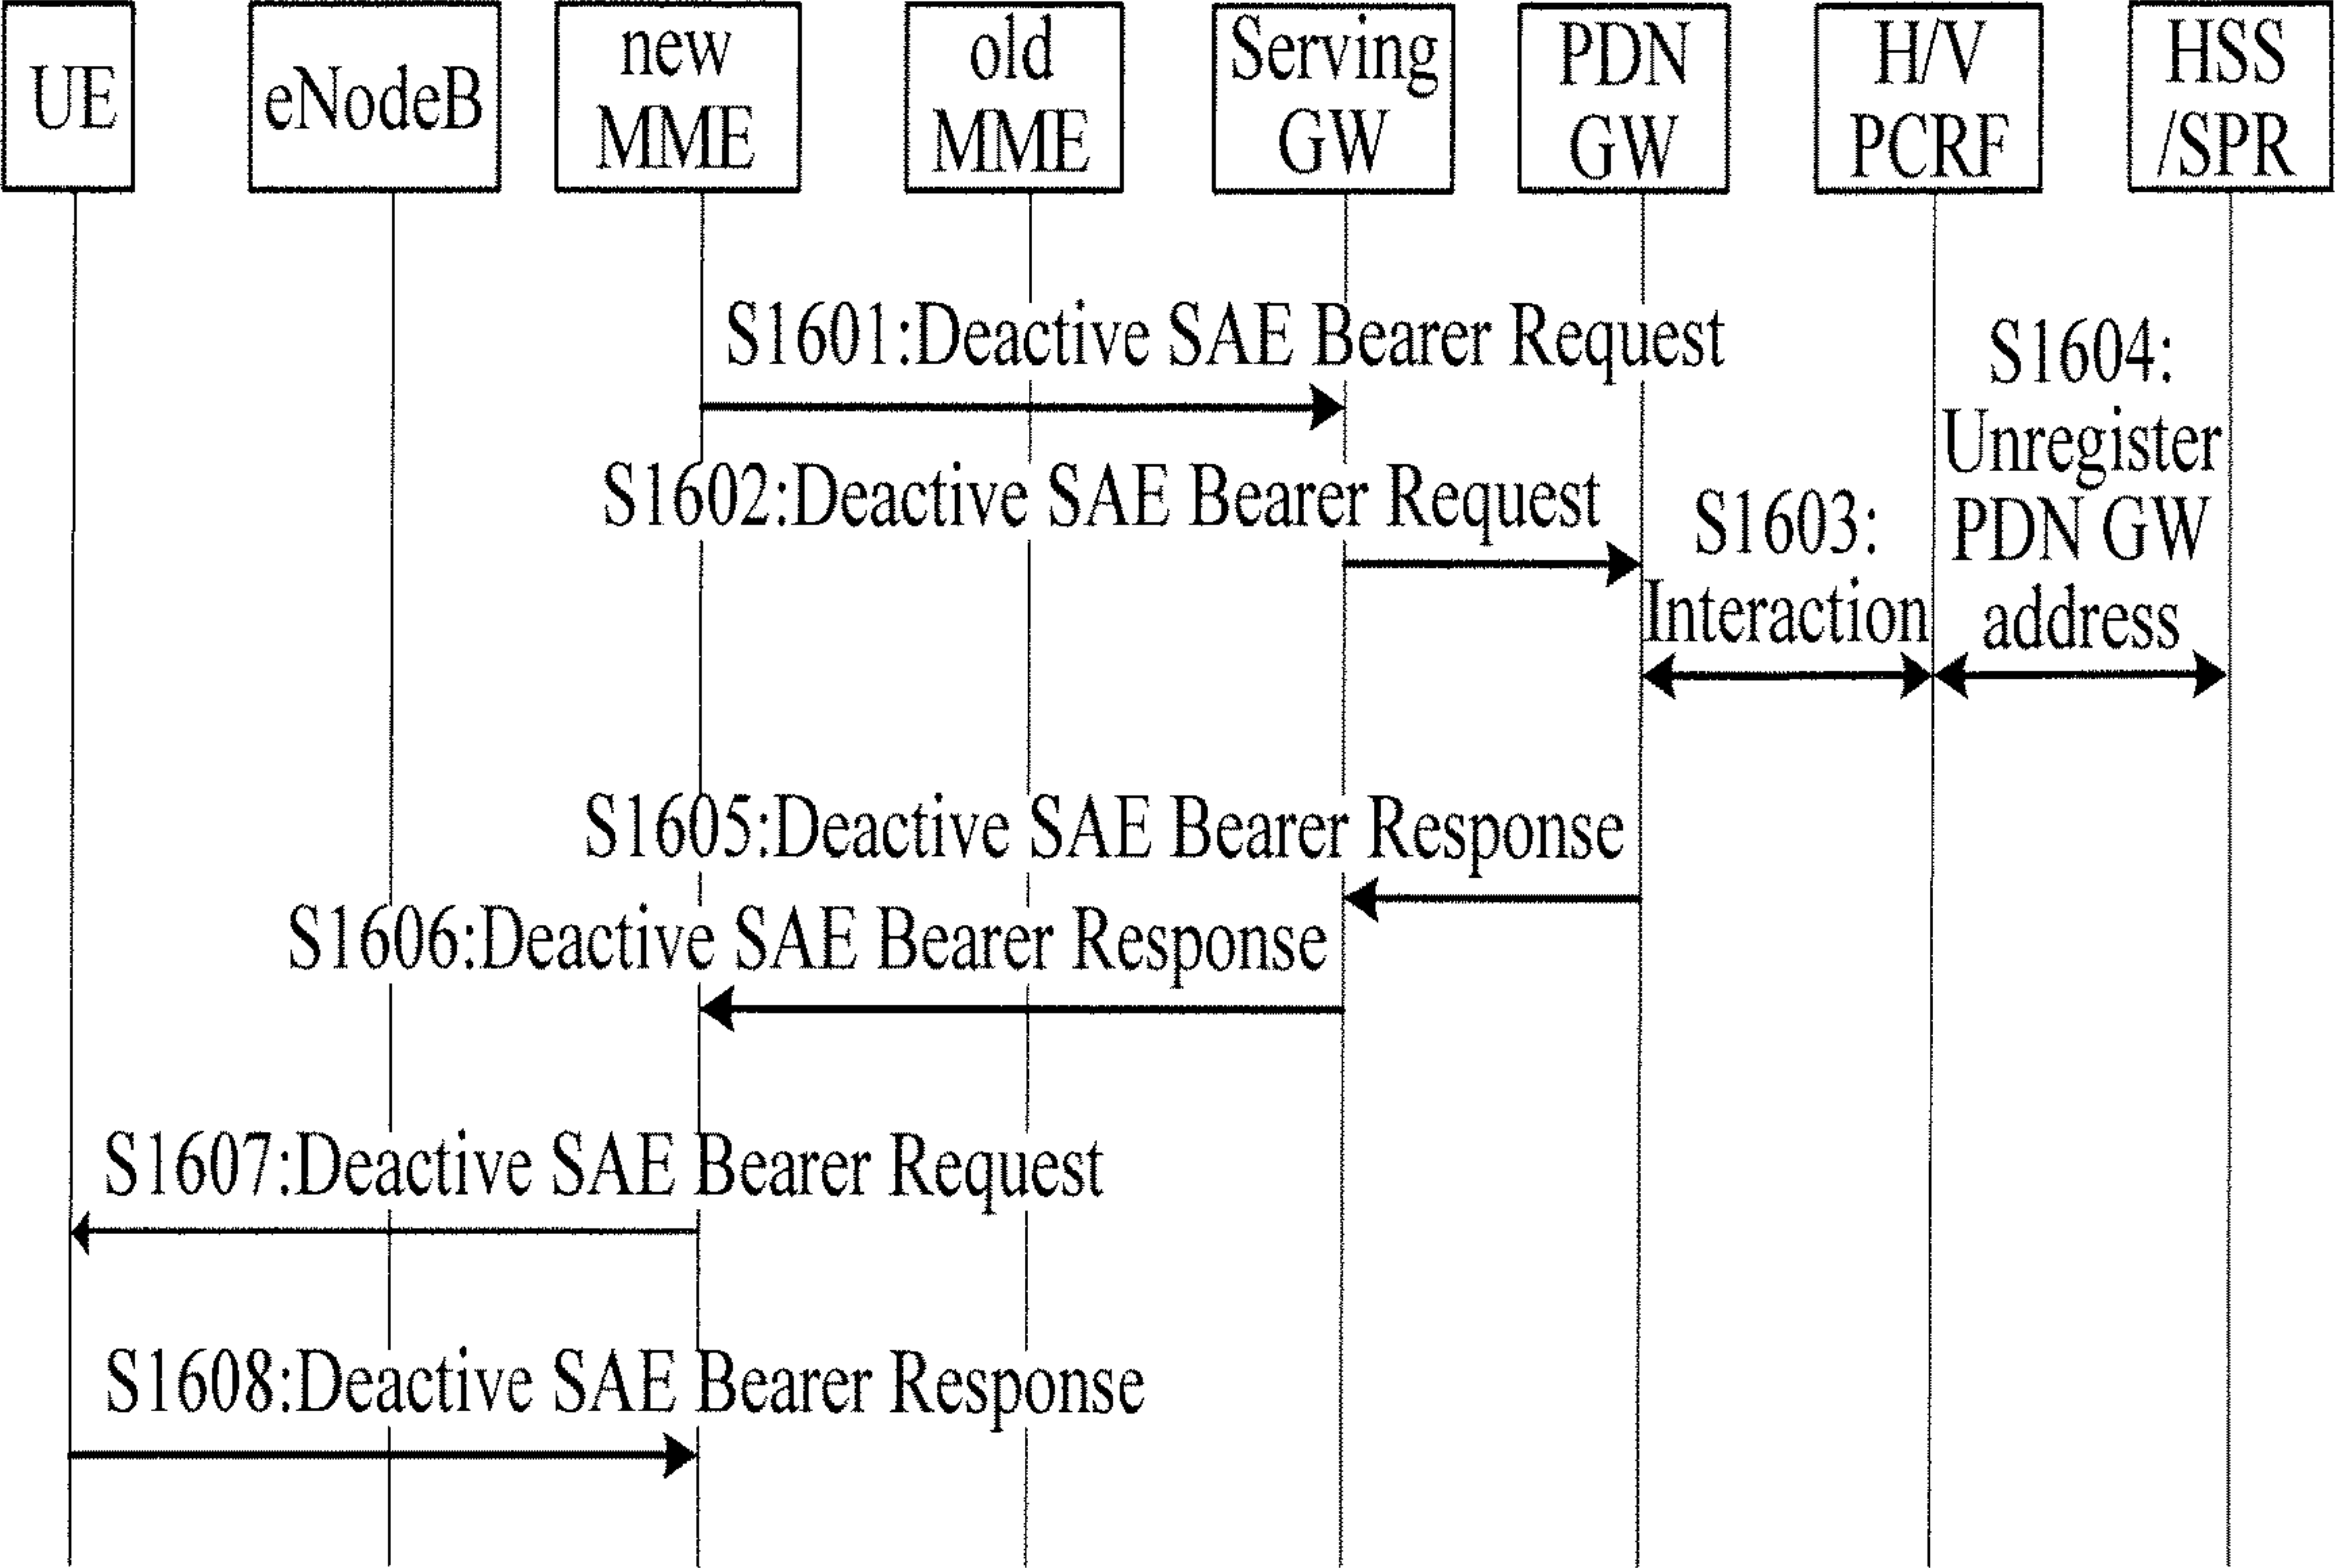 UE
eNodeB
new
MME
old
MME
Serving
GW
PDN
GW
H/V
PCRF
HSS
/SPR
S1601:Deactive SAE Bearer Request
S1602:Deactive SAE Bearer Request
S1603:
Interaction
S1604:
Unregister
PDN GW
address
S1605:Deactive SAE Bearer Response
S1606:Deactive SAE Bearer Response
S1607:Deactive SAE Bearer Request
S1608:Deactive SAE Bearer Response